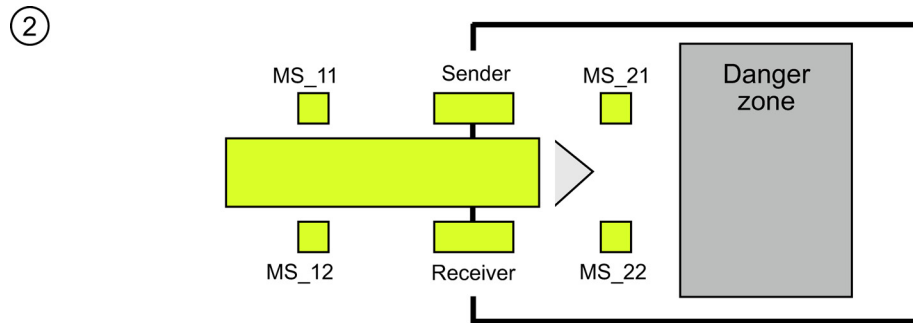 2
MS_11
Sender
MS_21
Danger
zone
MS_12
Receiver
MS_22